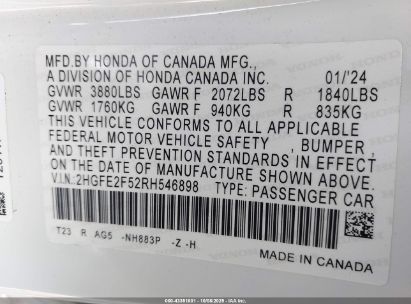 MFD.BY HONDA OF CANADA MFG.,
A DIVISION OF HONDA CANADA INC. 01/'24
GVWR 3880LBS GAWR F 2072LBS R 1840LBS
GVWR 1760KG GAWR F 940KG R 835KG
THIS VEHICLE CONFORMS TO ALL APPLICABLE
FEDERAL MOTOR VEHICLE SAFETY , BUMPER ,
AND THEFT PREVENTION STANDARDS IN EFFECT
ON THE DATE OF MANUFACTURE SHOWN ABOVE.
V.I.N.:2HGFE2F52RH546898 TYPE: PASSENGER CAR
T23 R AG5 -NH883P -Z -H
MADE IN CANADA